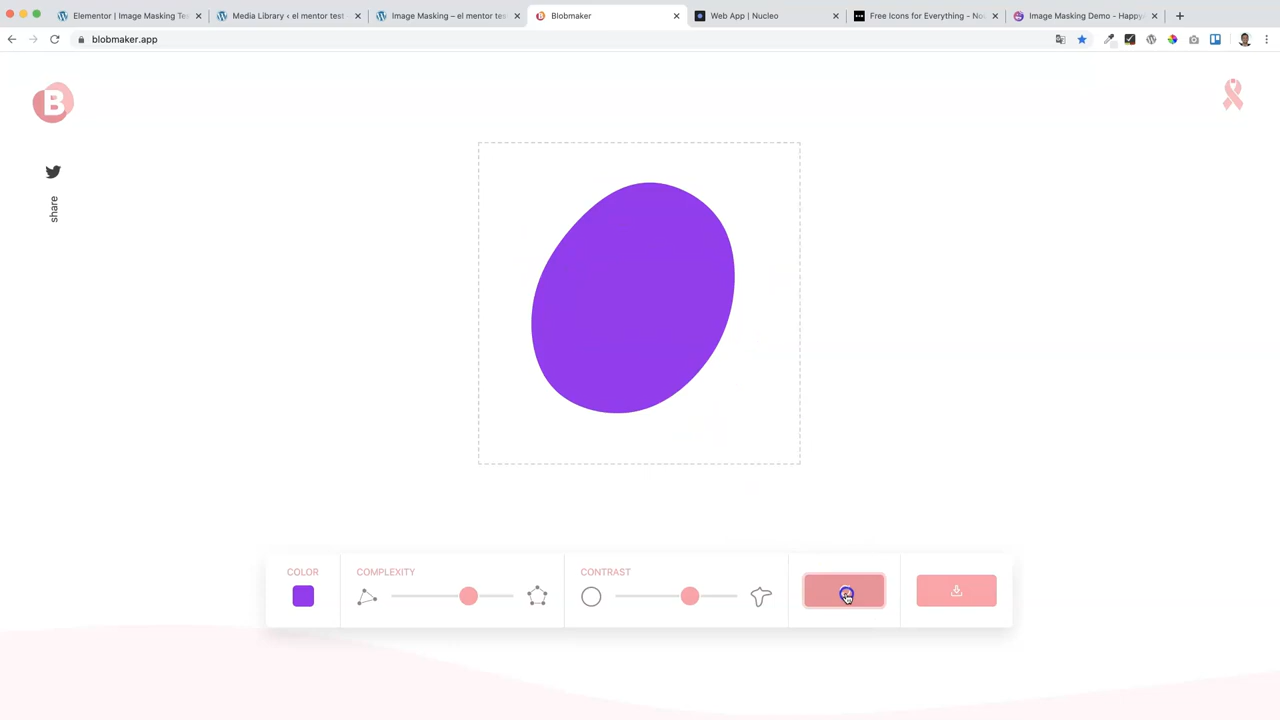 Elementor | Image Masking Te
Media Library ‹ el mentor test
Image Masking – el mentor tes
Blobmaker
Web App | Nucleo
Free Icons for Everything - No
Image Masking Demo - Happy
blobmaker.app
B
share
COLOR
COMPLEXITY
CONTRAST